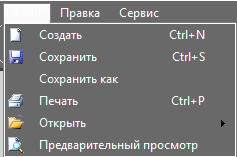 Правка Сервис
Создать Ctrl+N
Сохранить Ctrl+S
Сохранить как
Печать Ctrl+P
Открыть
Предварительный просмотр